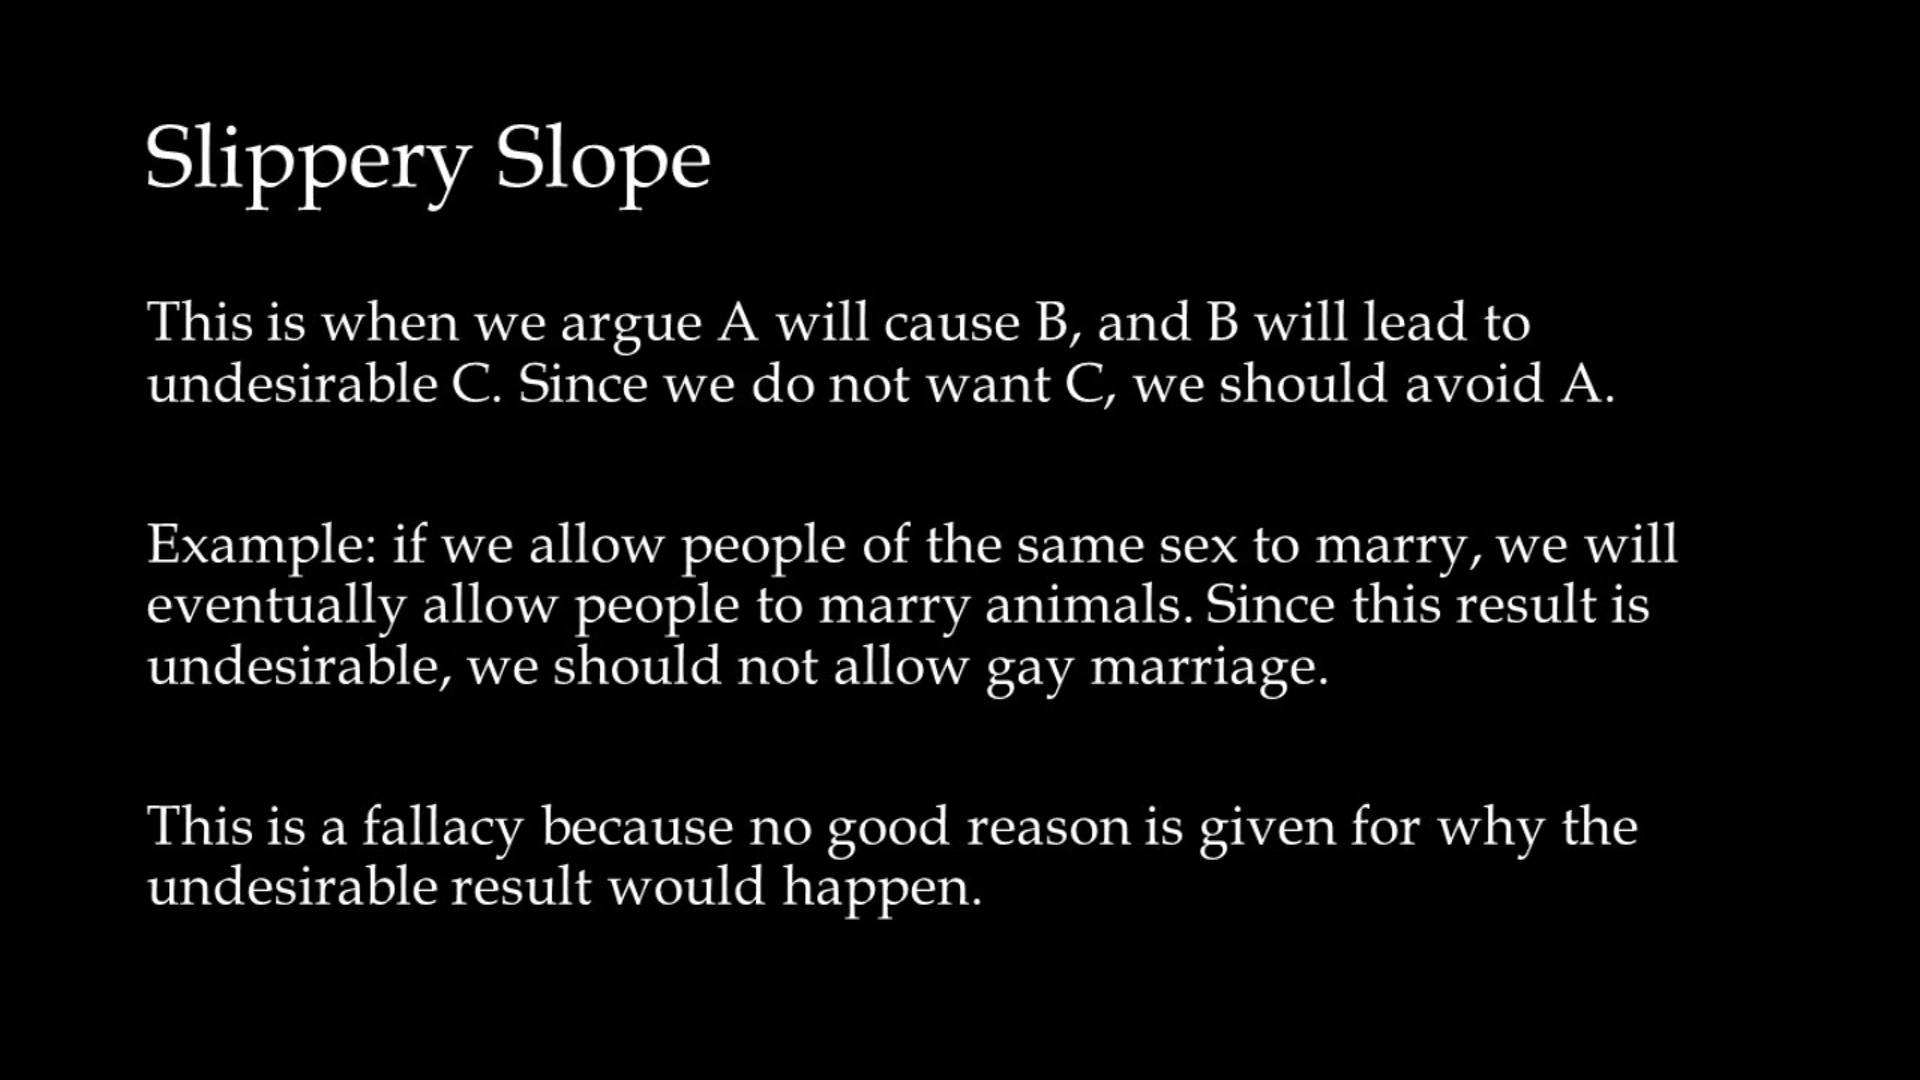 Slippery Slope
This is when we argue A will cause B, and B will lead to
undesirable C. Since we do not want C, we should avoid A.
Example: if we allow people of the same sex to marry, we will
eventually allow people to marry animals. Since this result is
undesirable, we should not allow gay marriage.
This is a fallacy because no good reason is given for why the
undesirable result would happen.